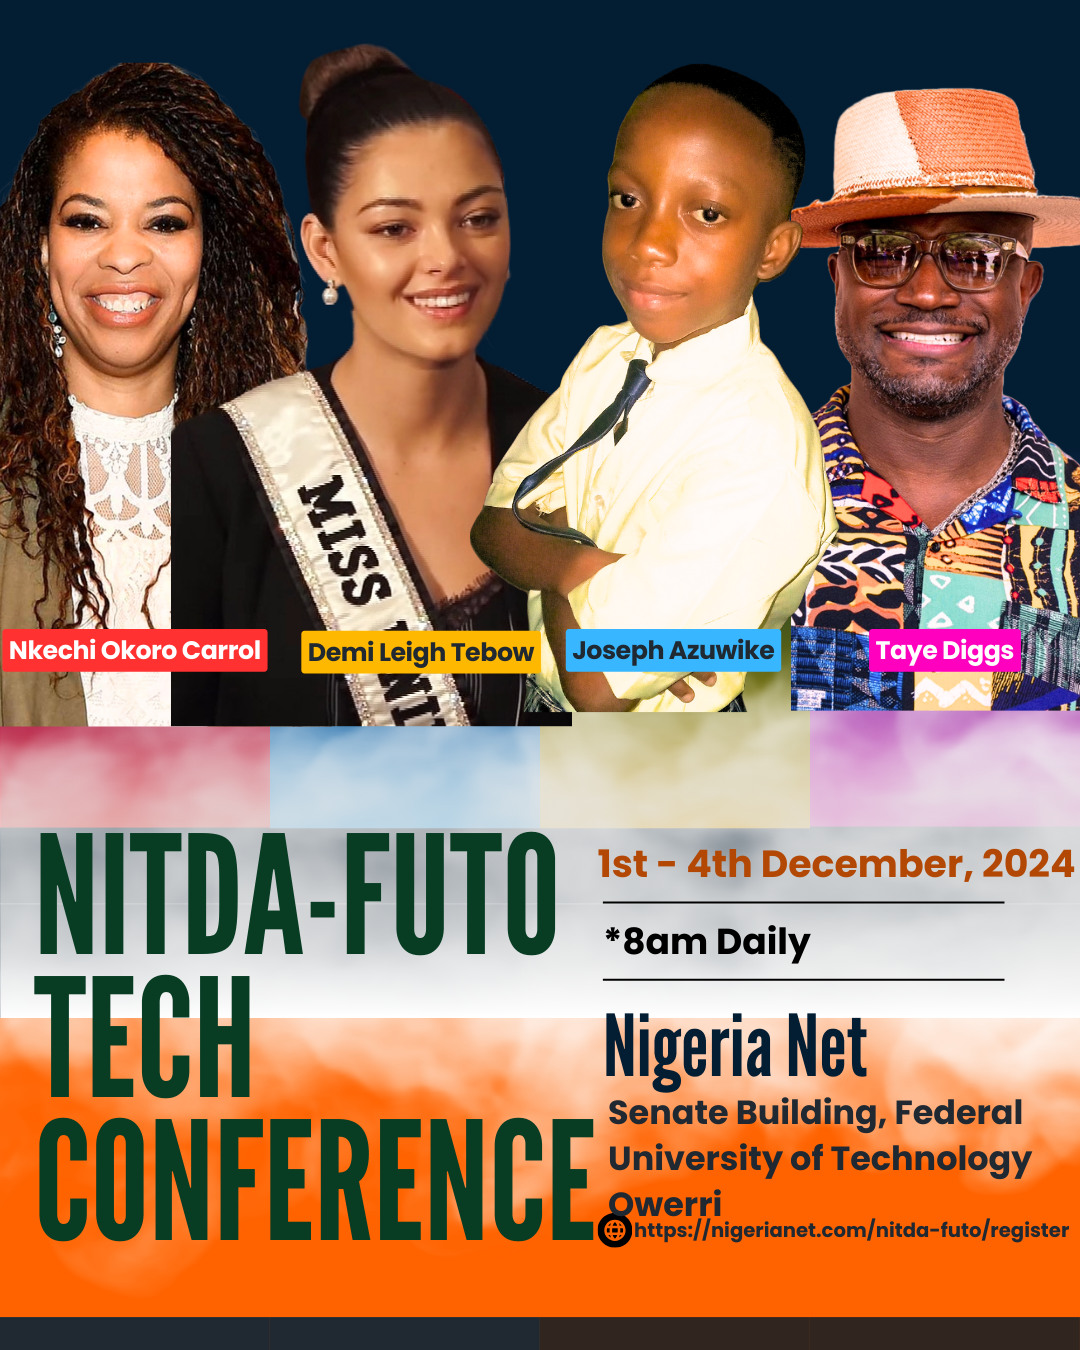 MISS UNI
Nkechi Okoro Carrol
Demi Leigh Tebow
Joseph Azuwike
Taye Diggs
NITDA-FUTO
TECH
CONFERENCE
1st - 4th December, 2024
*8am Daily
Nigeria Net
Senate Building, Federal
University of Technology
Owerri
https://nigerianet.com/nitda-futo/register